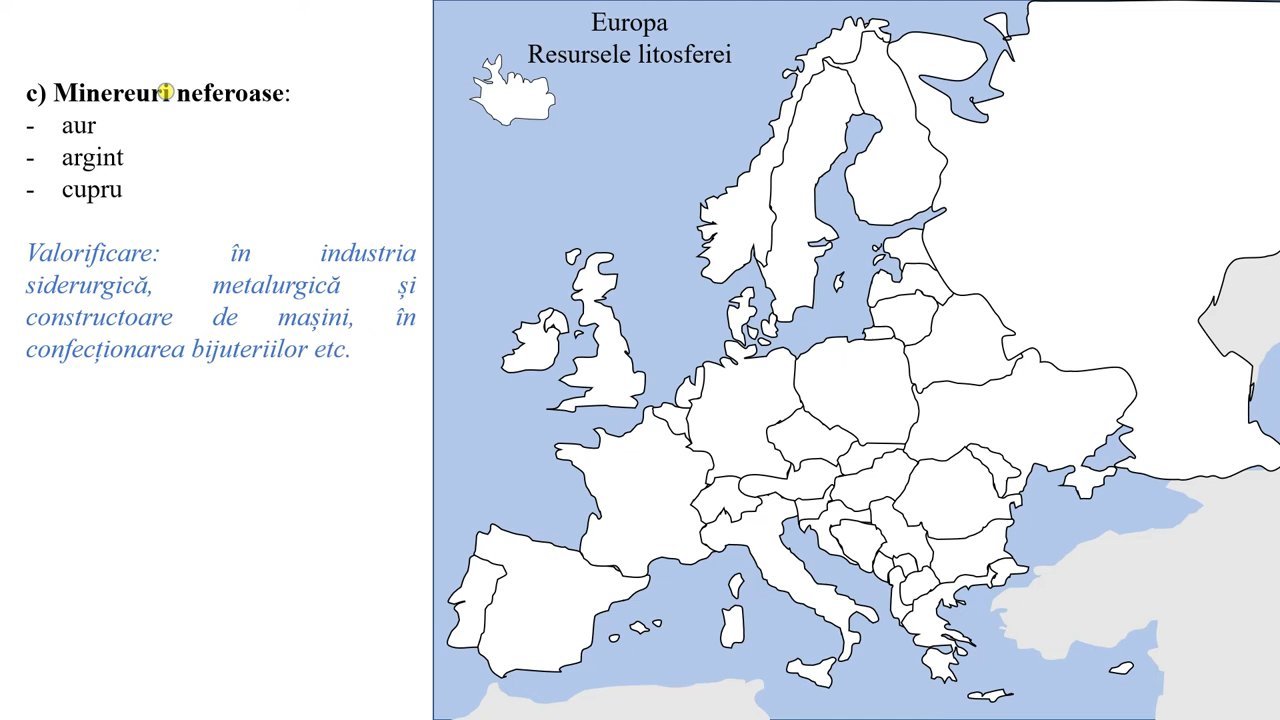 c) Minereuri neferoase:
- aur
- argint
- cupru
Valorificare: în industria
siderurgică, metalurgică și
constructoare de mașini, în
confecționarea bijuteriilor etc.
Europa
Resursele litosferei